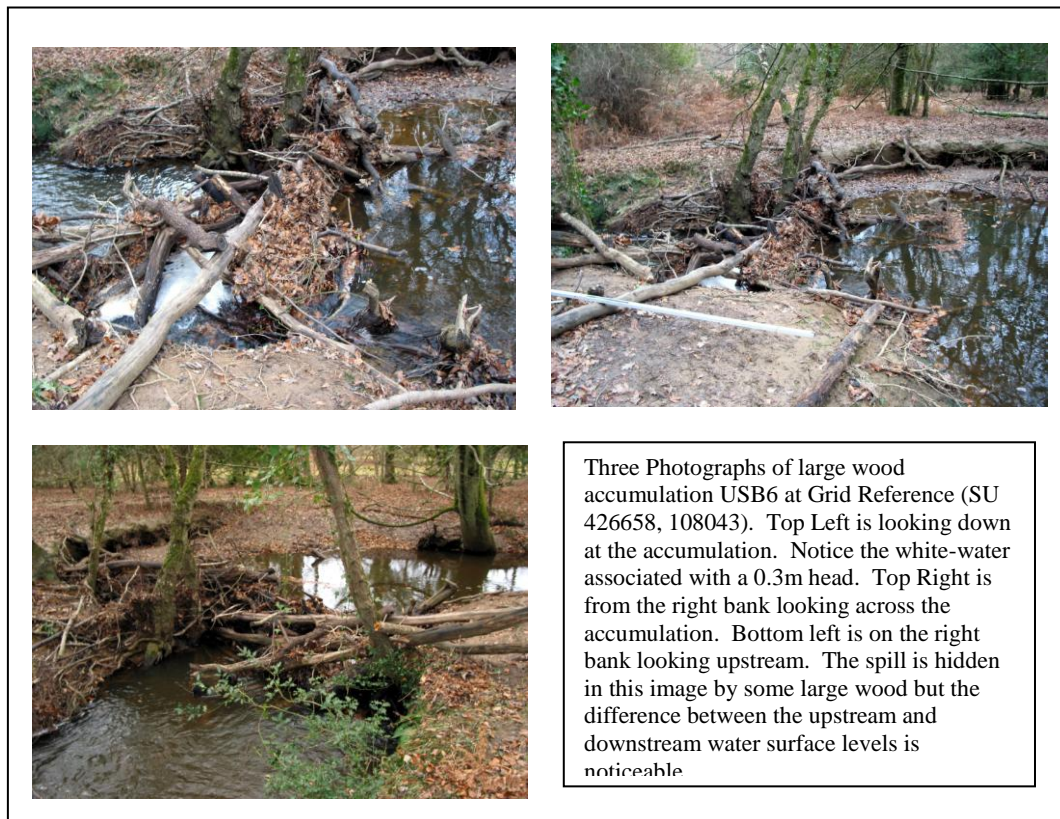 Three Photographs of large wood
accumulation USB6 at Grid Reference (SU
426658, 108043).  Top Left is looking down
at the accumulation.  Notice the white-water
associated with a 0.3m head.  Top Right is
from the right bank looking across the
accumulation.  Bottom left is on the right
bank looking upstream.  The spill is hidden
in this image by some large wood but the
difference between the upstream and
downstream water surface levels is
noticeable